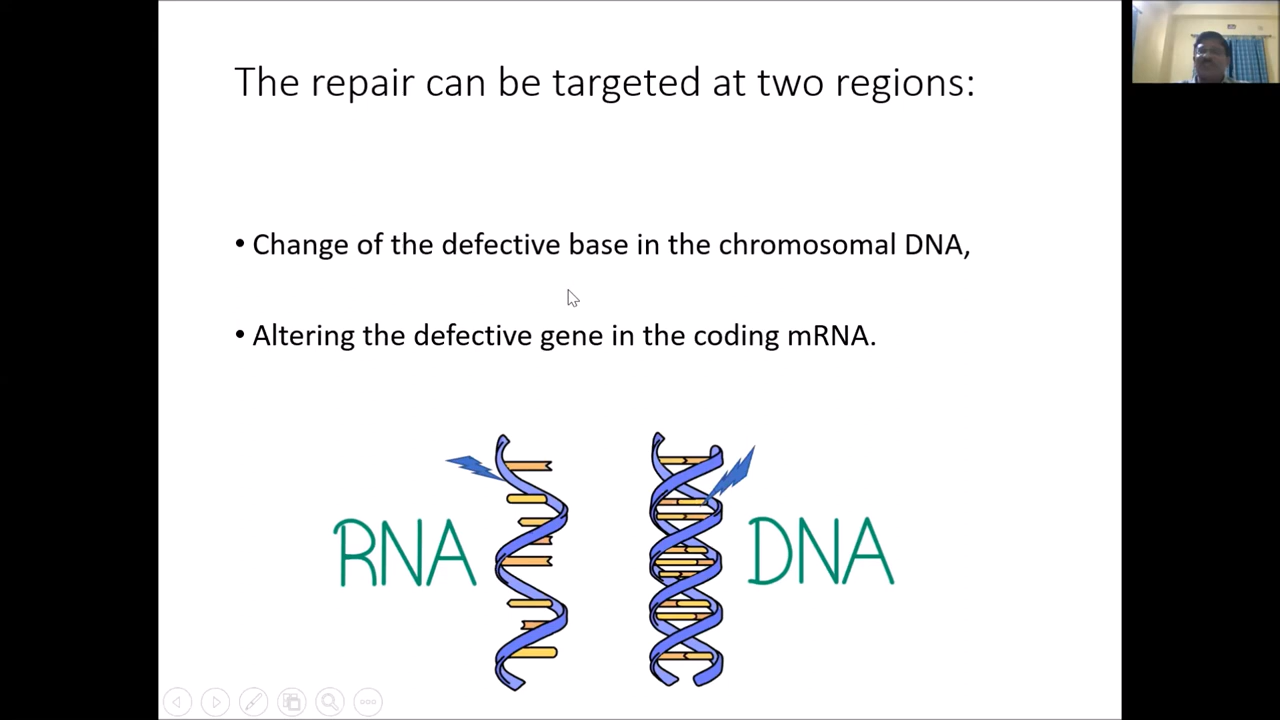 The repair can be targeted at two regions:
• Change of the defective base in the chromosomal DNA,
• Altering the defective gene in the coding mRNA.
RNA
DNA